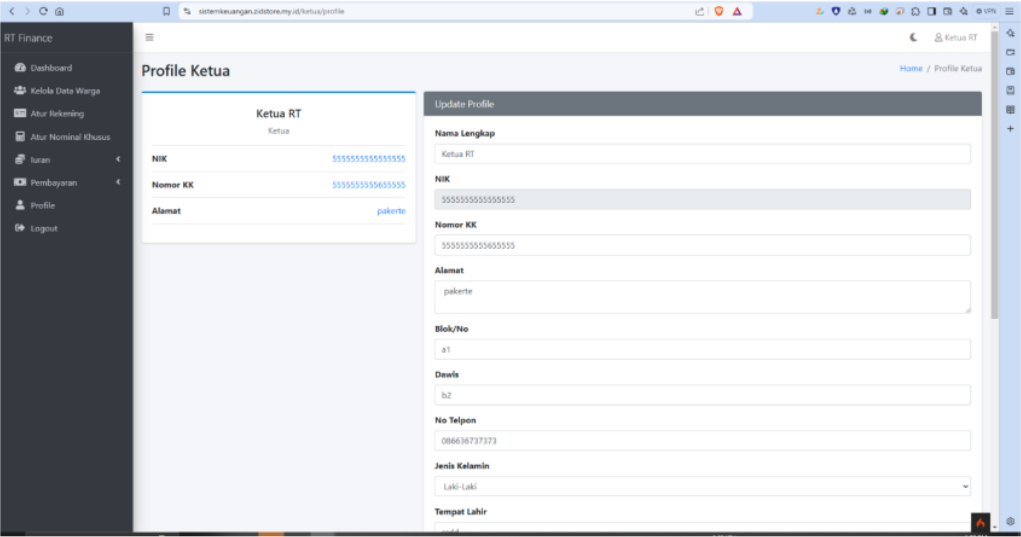 sistemkeuangan.zidstore.my.id/ketua/profile
VPN
RT Finance
Ketua RT
Dashboard
Kelola Data Warga
Atur Rekening
Atur Nominal Khusus
Iuran
Pembayaran
Profile
Logout
Profile Ketua
Home / Profile Ketua
Ketua RT
Ketua
NIK 5555555555555555
Nomor KK 5555555555655555
Alamat pakerte
Update Profile
Nama Lengkap
Ketua RT
NIK
5555555555555555
Nomor KK
5555555555655555
Alamat
pakerte
Blok/No
a1
Dawis
b2
No Telpon
086636737373
Jenis Kelamin
Laki-Laki
Tempat Lahir